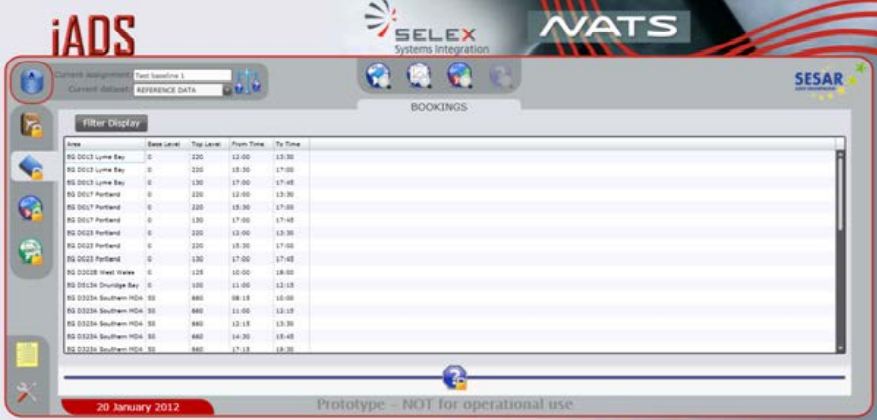 iADS
SELEX
Systems Integration
NATS
Current assignment: Test baseline 1
Current dataset: REFERENCE DATA
SESAR
BOOKINGS
Filter Display
Area Base Level Top Level From Time To Time
EG D013 Lyme Bay 0 220 12:00 13:30
EG D013 Lyme Bay 0 220 15:30 17:00
EG D013 Lyme Bay 0 130 17:00 17:45
EG D017 Portland 0 220 12:00 13:30
EG D017 Portland 0 220 15:30 17:00
EG D017 Portland 0 130 17:00 17:45
EG D023 Portland 0 220 12:00 13:30
EG D023 Portland 0 220 15:30 17:00
EG D023 Portland 0 130 17:00 17:45
EG D202B West Wales 0 125 10:00 18:00
EG D513A Druridge Bay 0 100 11:00 12:15
EG D323A Southern MDA 50 660 08:15 10:00
EG D323A Southern MDA 50 660 11:00 12:15
EG D323A Southern MDA 50 660 12:15 13:30
EG D323A Southern MDA 50 660 14:30 15:45
EG D323A Southern MDA 50 660 17:15 18:30
20 January 2012
Prototype – NOT for operational use